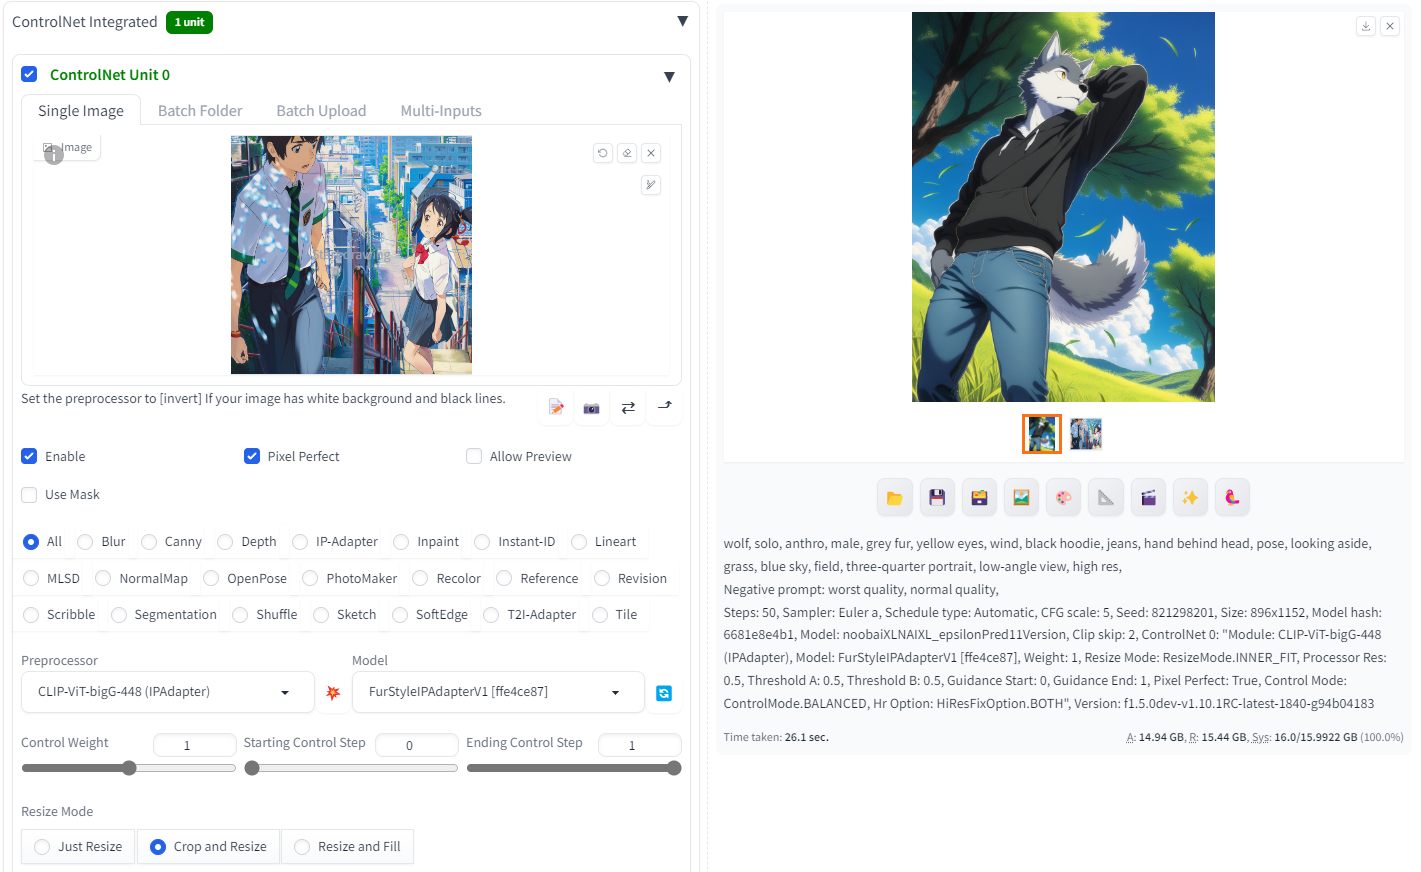 ControlNet Integrated 1 unit
ControlNet Unit 0
Single Image Batch Folder Batch Upload Multi-Inputs
Image
Set the preprocessor to [invert] If your image has white background and black lines.
Enable Pixel Perfect Allow Preview
Use Mask
All Blur Canny Depth IP-Adapter Inpaint Instant-ID Lineart
MLSD NormalMap OpenPose PhotoMaker Recolor Reference Revision
Scribble Segmentation Shuffle Sketch SoftEdge T2I-Adapter Tile
Preprocessor Model
CLIP-ViT-bigG-448 (IPAdapter) FurStyleIPAdapterV1 [ffe4ce87]
Control Weight 1 Starting Control Step 0 Ending Control Step 1
Resize Mode
Just Resize Crop and Resize Resize and Fill
wolf, solo, anthro, male, grey fur, yellow eyes, wind, black hoodie, jeans, hand behind head, pose, looking aside,
grass, blue sky, field, three-quarter portrait, low-angle view, high res,
Negative prompt: worst quality, normal quality,
Steps: 50, Sampler: Euler a, Schedule type: Automatic, CFG scale: 5, Seed: 821298201, Size: 896x1152, Model hash:
6681e8e4b1, Model: noobaiXLNAIXL_epsilonPred11Version, Clip skip: 2, ControlNet 0: "Module: CLIP-ViT-bigG-448
(IPAdapter), Model: FurStyleIPAdapterV1 [ffe4ce87], Weight: 1, Resize Mode: ResizeMode.INNER_FIT, Processor Res:
0.5, Threshold A: 0.5, Threshold B: 0.5, Guidance Start: 0, Guidance End: 1, Pixel Perfect: True, Control Mode:
ControlMode.BALANCED, Hr Option: HiResFixOption.BOTH", Version: f1.5.0dev-v1.10.1RC-latest-1840-g94b04183
Time taken: 26.1 sec. A: 14.94 GB, R: 15.44 GB, Sys: 16.0/15.9922 GB (100.0%)